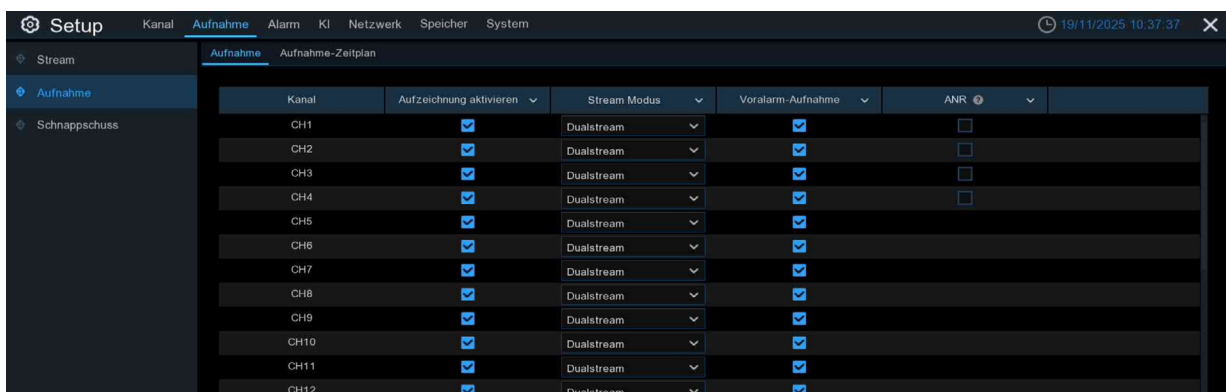 Setup Kanal Aufnahme Alarm KI Netzwerk Speicher System 19/11/2025 10:37:37
Stream
Aufnahme
Schnappschuss
Aufnahme Aufnahme-Zeitplan
Kanal Aufzeichnung aktivieren Stream Modus Voralarm-Aufnahme ANR
CH1 Dualstream
CH2 Dualstream
CH3 Dualstream
CH4 Dualstream
CH5 Dualstream
CH6 Dualstream
CH7 Dualstream
CH8 Dualstream
CH9 Dualstream
CH10 Dualstream
CH11 Dualstream
CH12 Dualstream